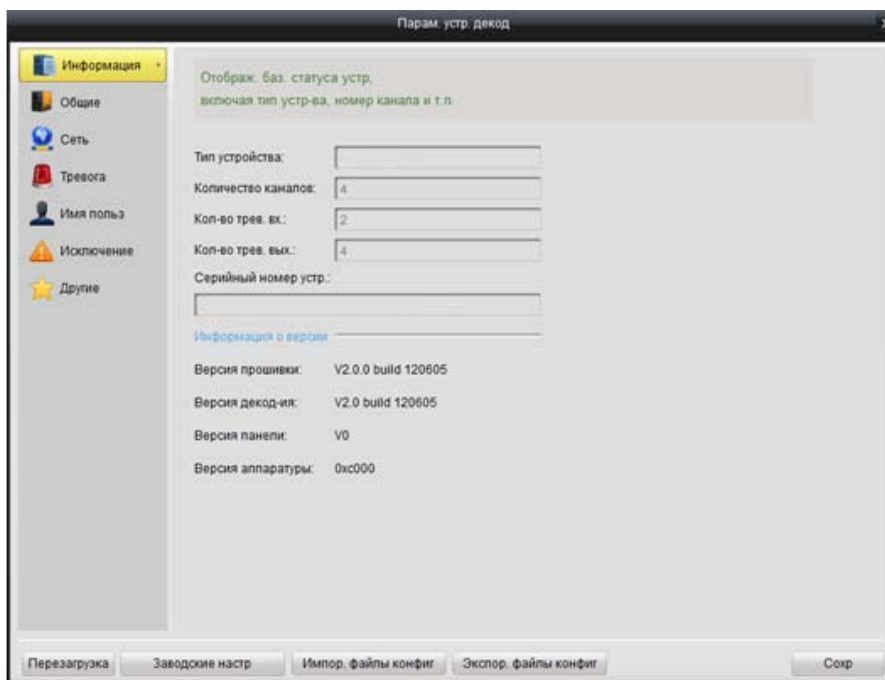 Парам. устр. декод
Информация
Общие
Сеть
Тревога
Имя польз
Исключение
Другие
Отображ. баз. статуса устр,
включая тип устр-ва, номер канала и т.п.
Тип устройства:
Количество каналов: 4
Кол-во трев. вх.: 2
Кол-во трев. вых.: 4
Серийный номер устр.:
Информация о версии
Версия прошивки: V2.0.0 build 120605
Версия декод-ия: V2.0 build 120605
Версия панели: V0
Версия аппаратуры: 0xc000
Перезагрузка Заводские настр Импор. файлы конфиг Экспор. файлы конфиг Сохр